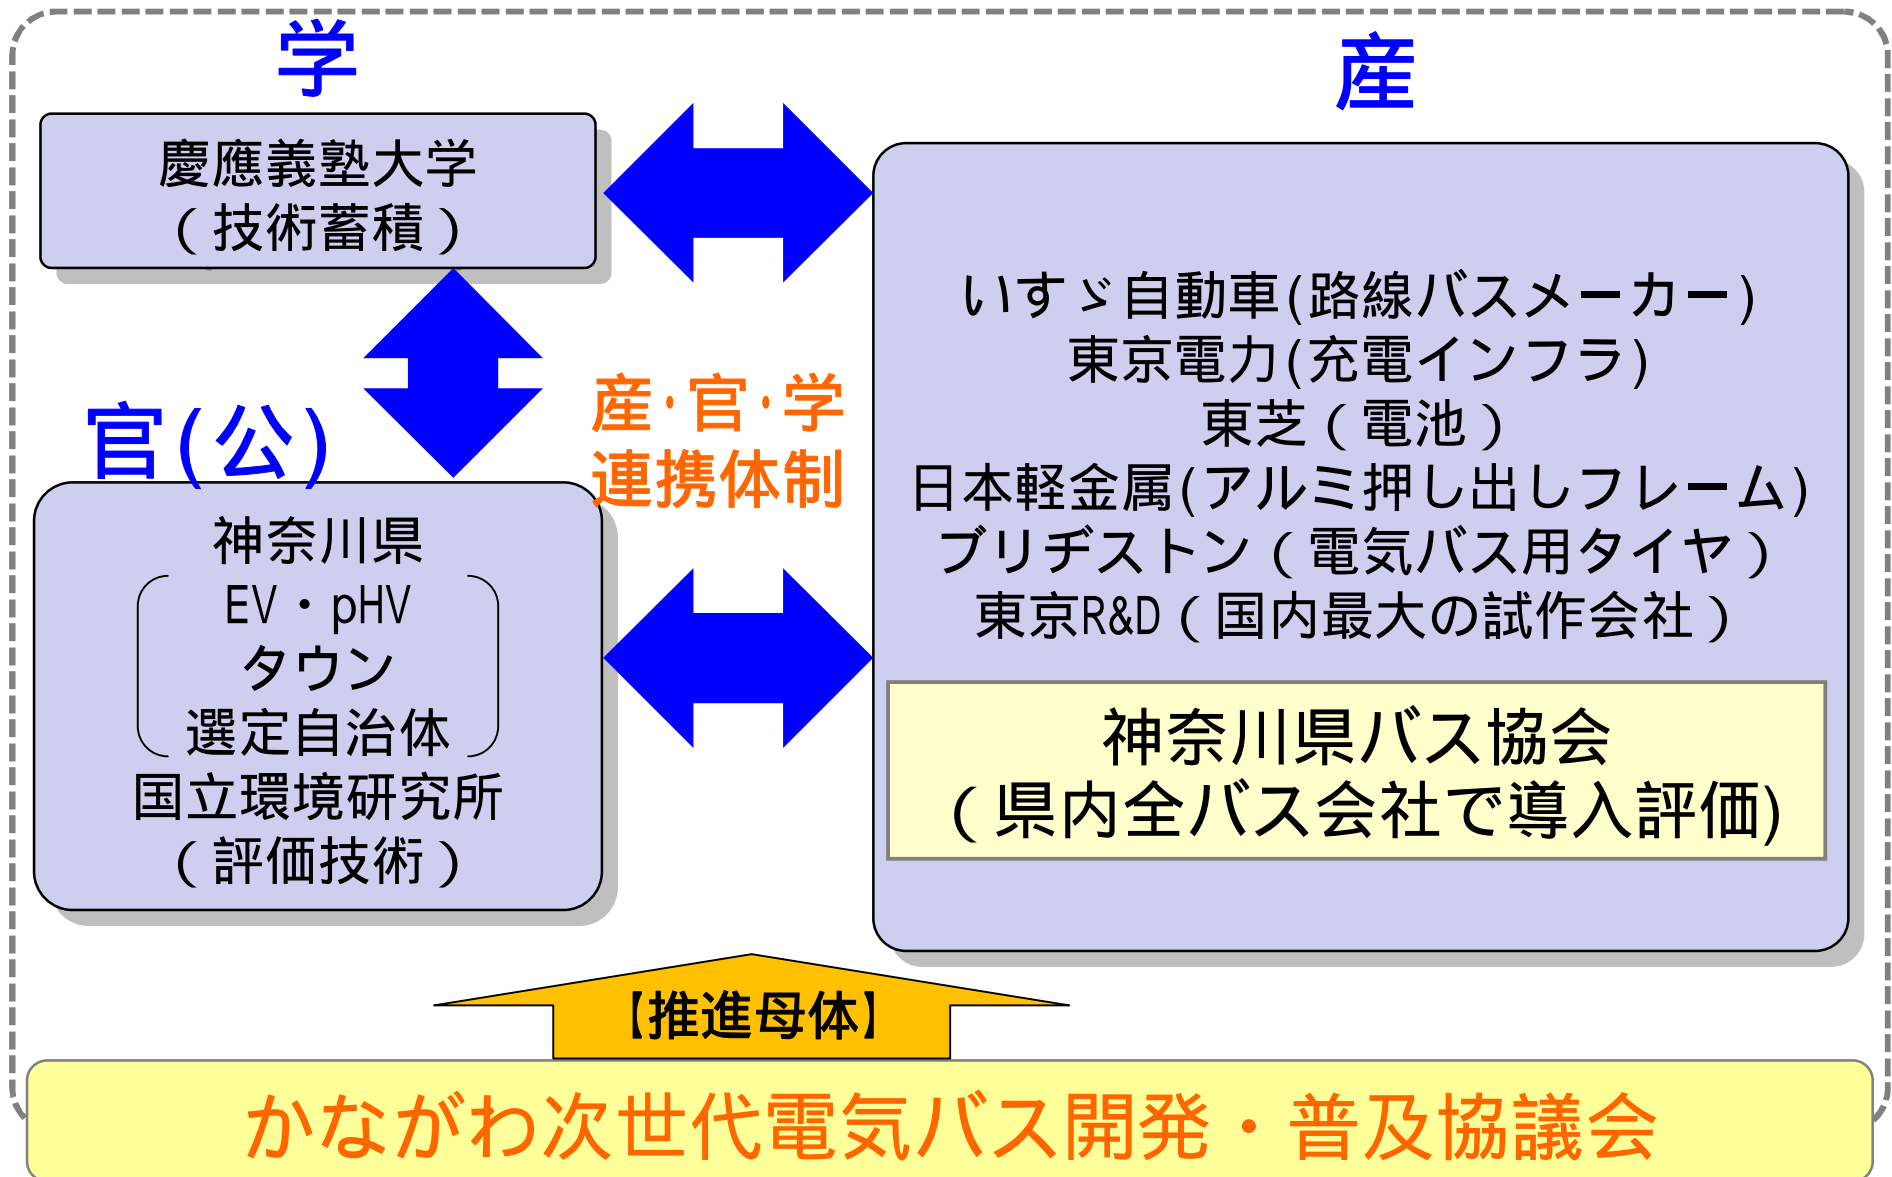 学
慶應義塾大学
（技術蓄積）
官(公)
神奈川県
EV・pHV
タウン
選定自治体
国立環境研究所
（評価技術）
産･官･学
連携体制
産
いすゞ自動車(路線バスメーカー)
東京電力(充電インフラ)
東芝（電池）
日本軽金属(アルミ押し出しフレーム)
ブリヂストン（電気バス用タイヤ）
東京R&D（国内最大の試作会社）
神奈川県バス協会
（県内全バス会社で導入評価)
【推進母体】
かながわ次世代電気バス開発・普及協議会